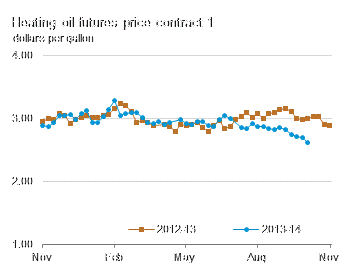 Heating oil futures price contract 1
dollars per gallon
4.00
3.00
2.00
1.00
Nov Feb May Aug Nov
2012-13 2013-14